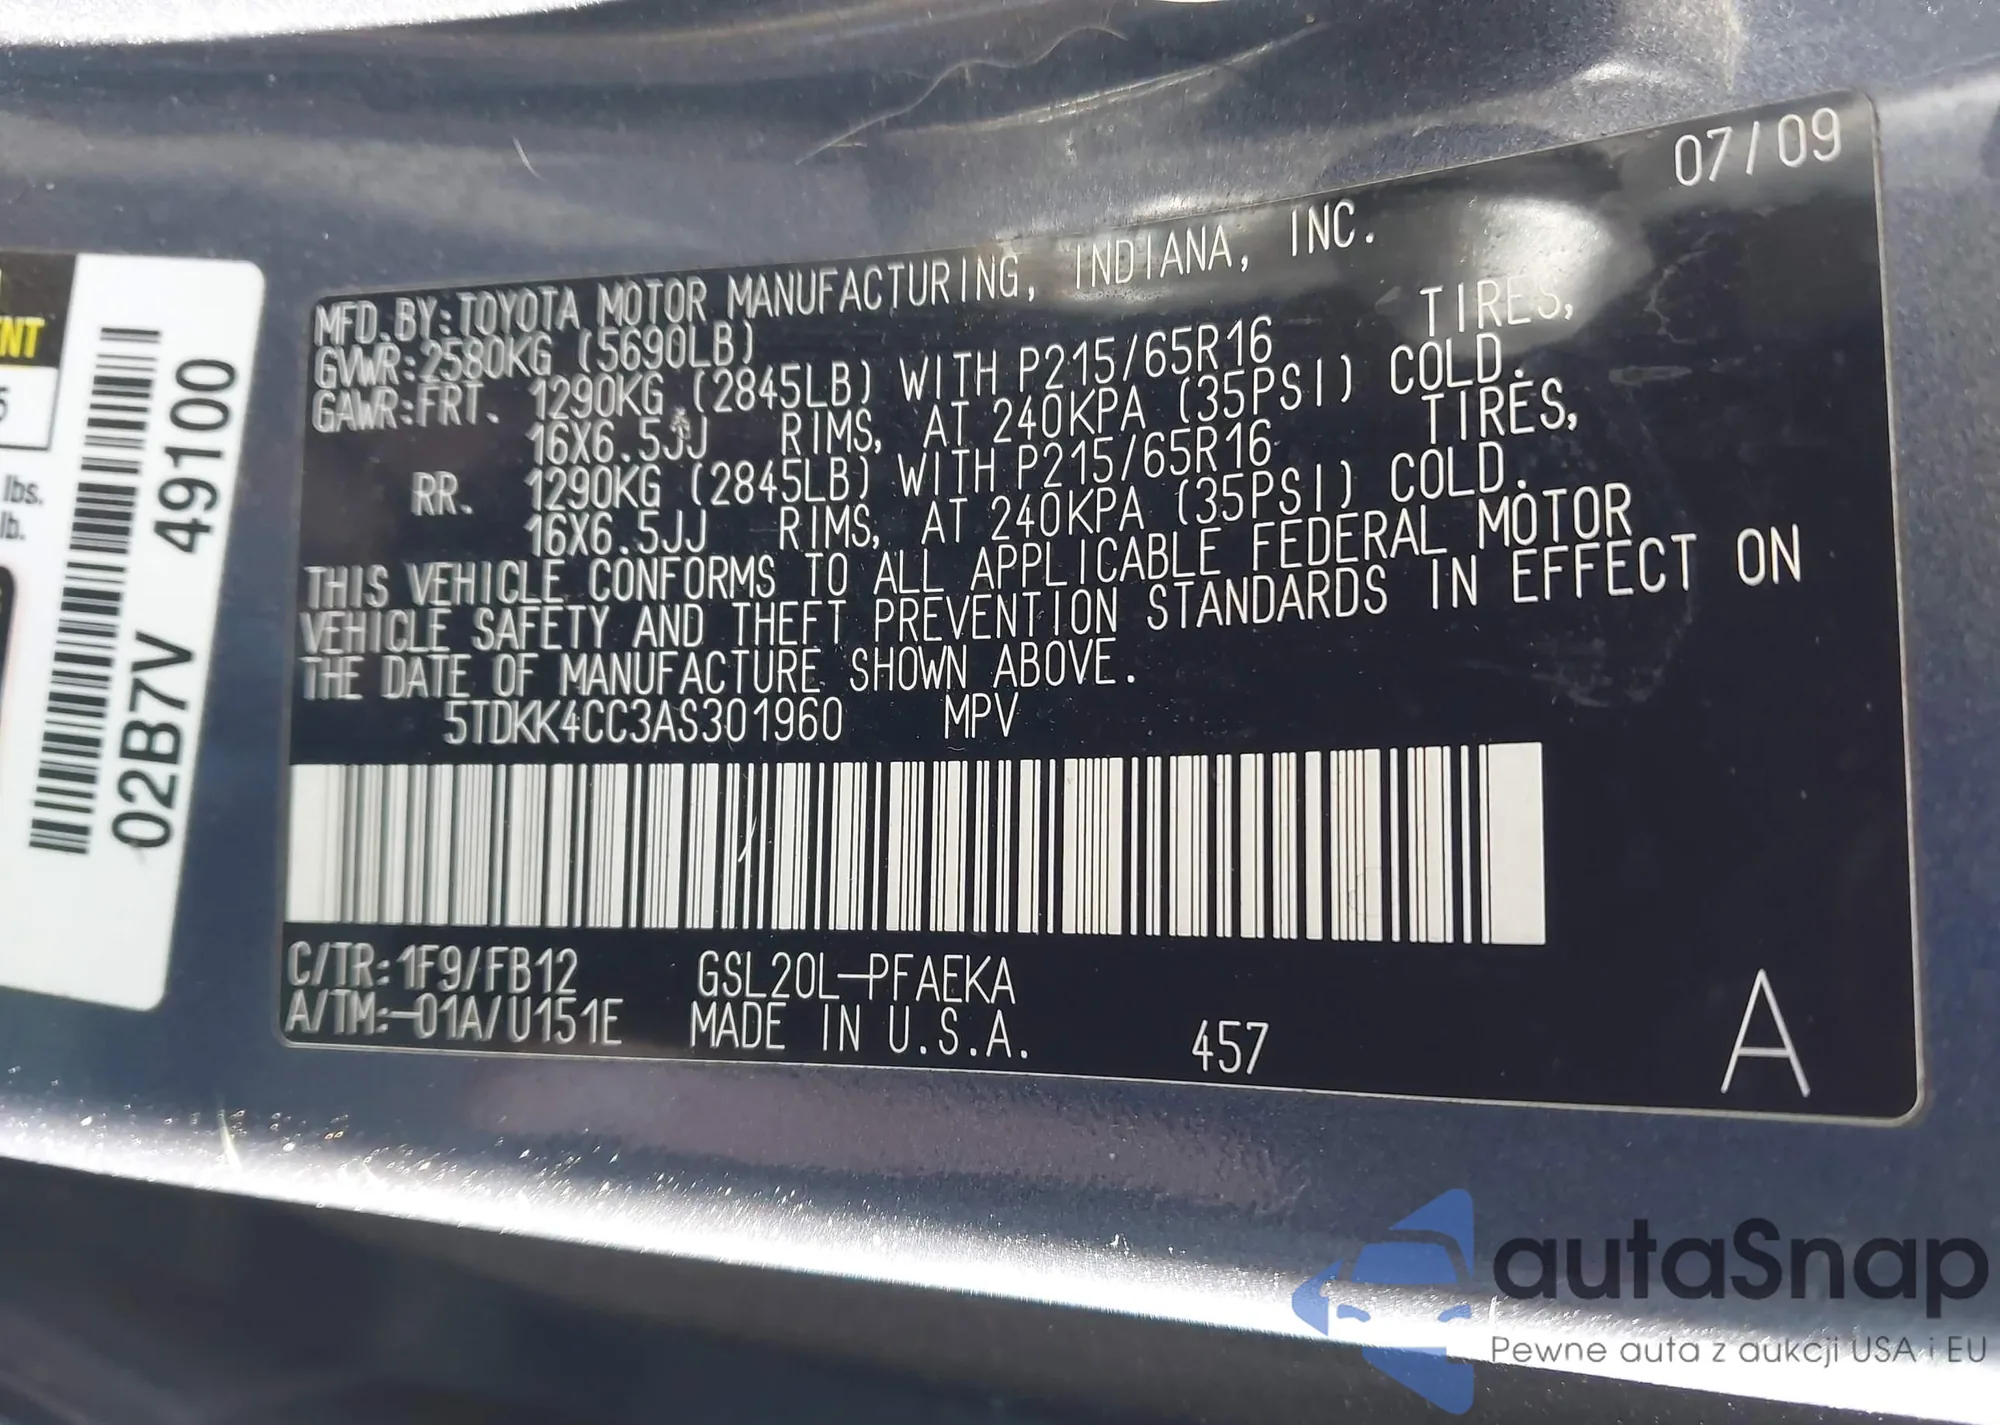 07/09
MFD. BY: TOYOTA MOTOR MANUFACTURING, INDIANA, INC.
GVWR: 2580KG (5690LB)
GAWR: FRT. 1290KG (2845LB) WITH P215/65R16 TIRES,
16X6.5JJ RIMS, AT 240KPA (35PSI) COLD.
RR. 1290KG (2845LB) WITH P215/65R16 TIRES,
16X6.5JJ RIMS, AT 240KPA (35PSI) COLD.
THIS VEHICLE CONFORMS TO ALL APPLICABLE FEDERAL MOTOR
VEHICLE SAFETY AND THEFT PREVENTION STANDARDS IN EFFECT ON
THE DATE OF MANUFACTURE SHOWN ABOVE.
5TDKK4CC3AS301960 MPV
C/TR: 1F9/FB12 GSL20L-PFAEKA
A/TM:-01A/U151E MADE IN U.S.A. 457 A
02B7V 49100
lbs.
lb.
autaSnap
Pewne auta z aukcji USA i EU